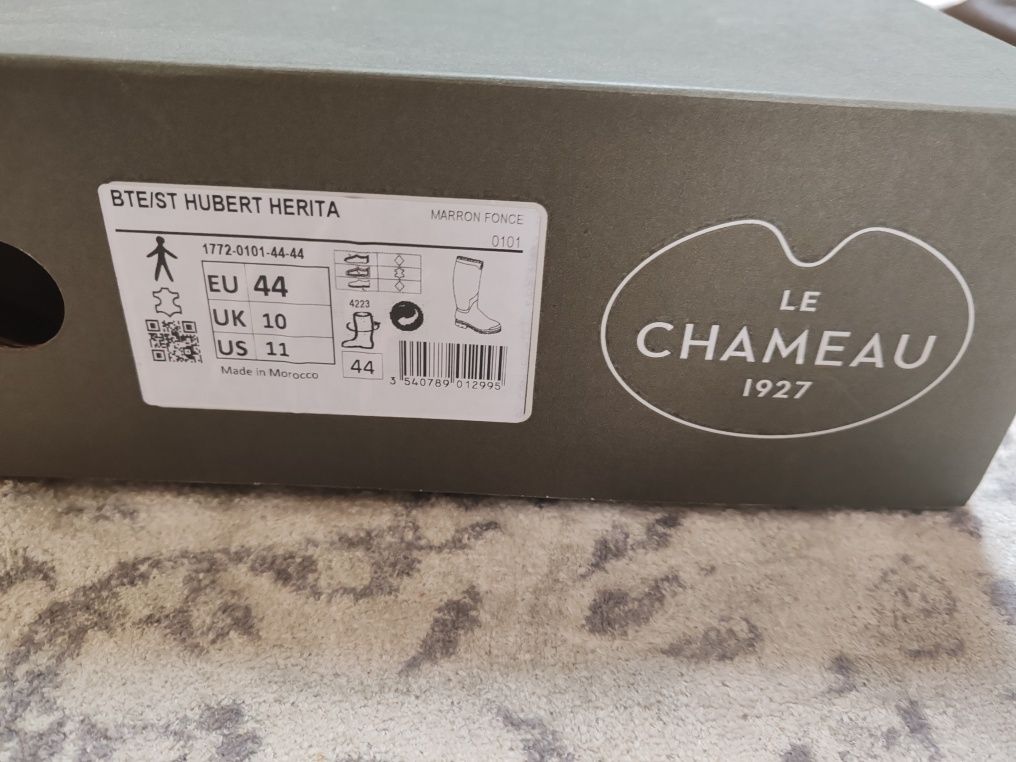 BTE/ST HUBERT HERITA
MARRON FONCE
0101
1772-0101-44-44
EU 44
UK 10
US 11
Made in Morocco
4223
44
3 540789 012995
LE
CHAMEAU
1927